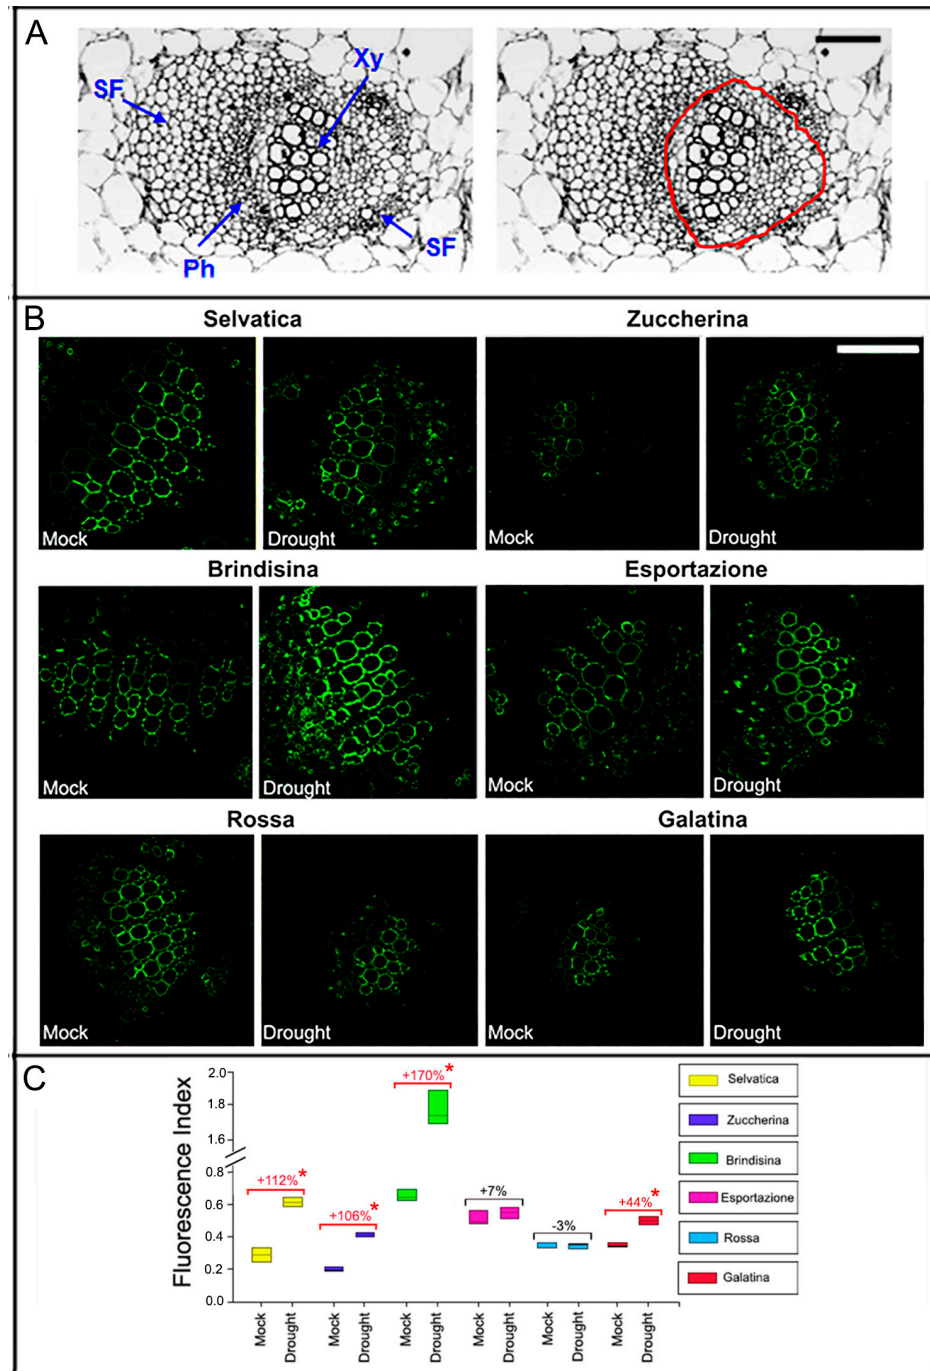 A
SF
Xy
Ph
SF
B
Selvatica
Zuccherina
Mock
Drought
Mock
Drought
Brindisina
Esportazione
Mock
Drought
Mock
Drought
Rossa
Galatina
Mock
Drought
Mock
Drought
C
Fluorescence Index
2.0
1.8
1.6
0.8
0.6
0.4
0.2
0.0
+112%*
+106%*
+170%*
+7%
-3%
+44%*
Mock
Drought
Mock
Drought
Mock
Drought
Mock
Drought
Mock
Drought
Mock
Drought
Selvatica
Zuccherina
Brindisina
Esportazione
Rossa
Galatina